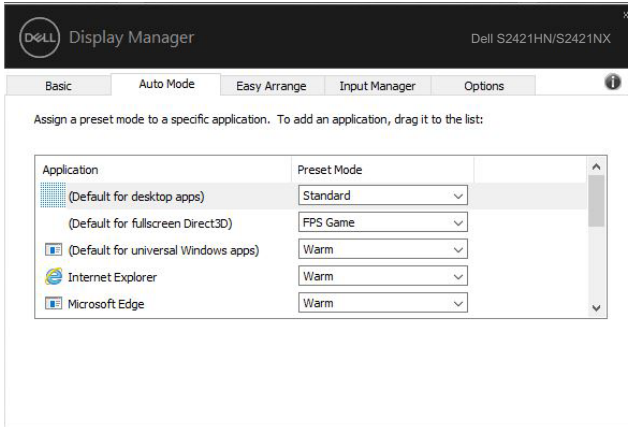 DELL Display Manager Dell S2421HN/S2421NX
Basic Auto Mode Easy Arrange Input Manager Options
Assign a preset mode to a specific application. To add an application, drag it to the list:
Application Preset Mode
(Default for desktop apps) Standard
(Default for fullscreen Direct3D) FPS Game
(Default for universal Windows apps) Warm
Internet Explorer Warm
Microsoft Edge Warm